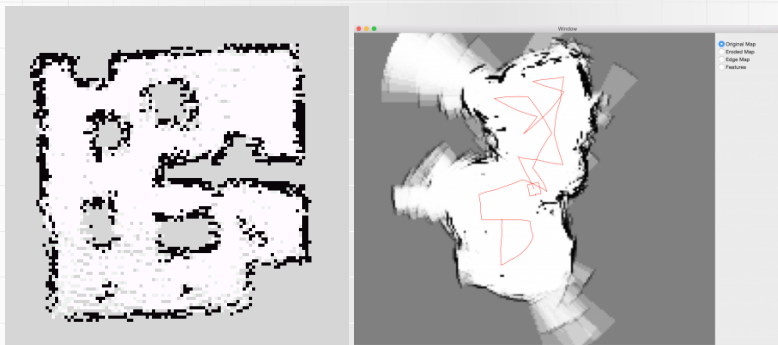 Window
Original Map
Eroded Map
Edge Map
Features